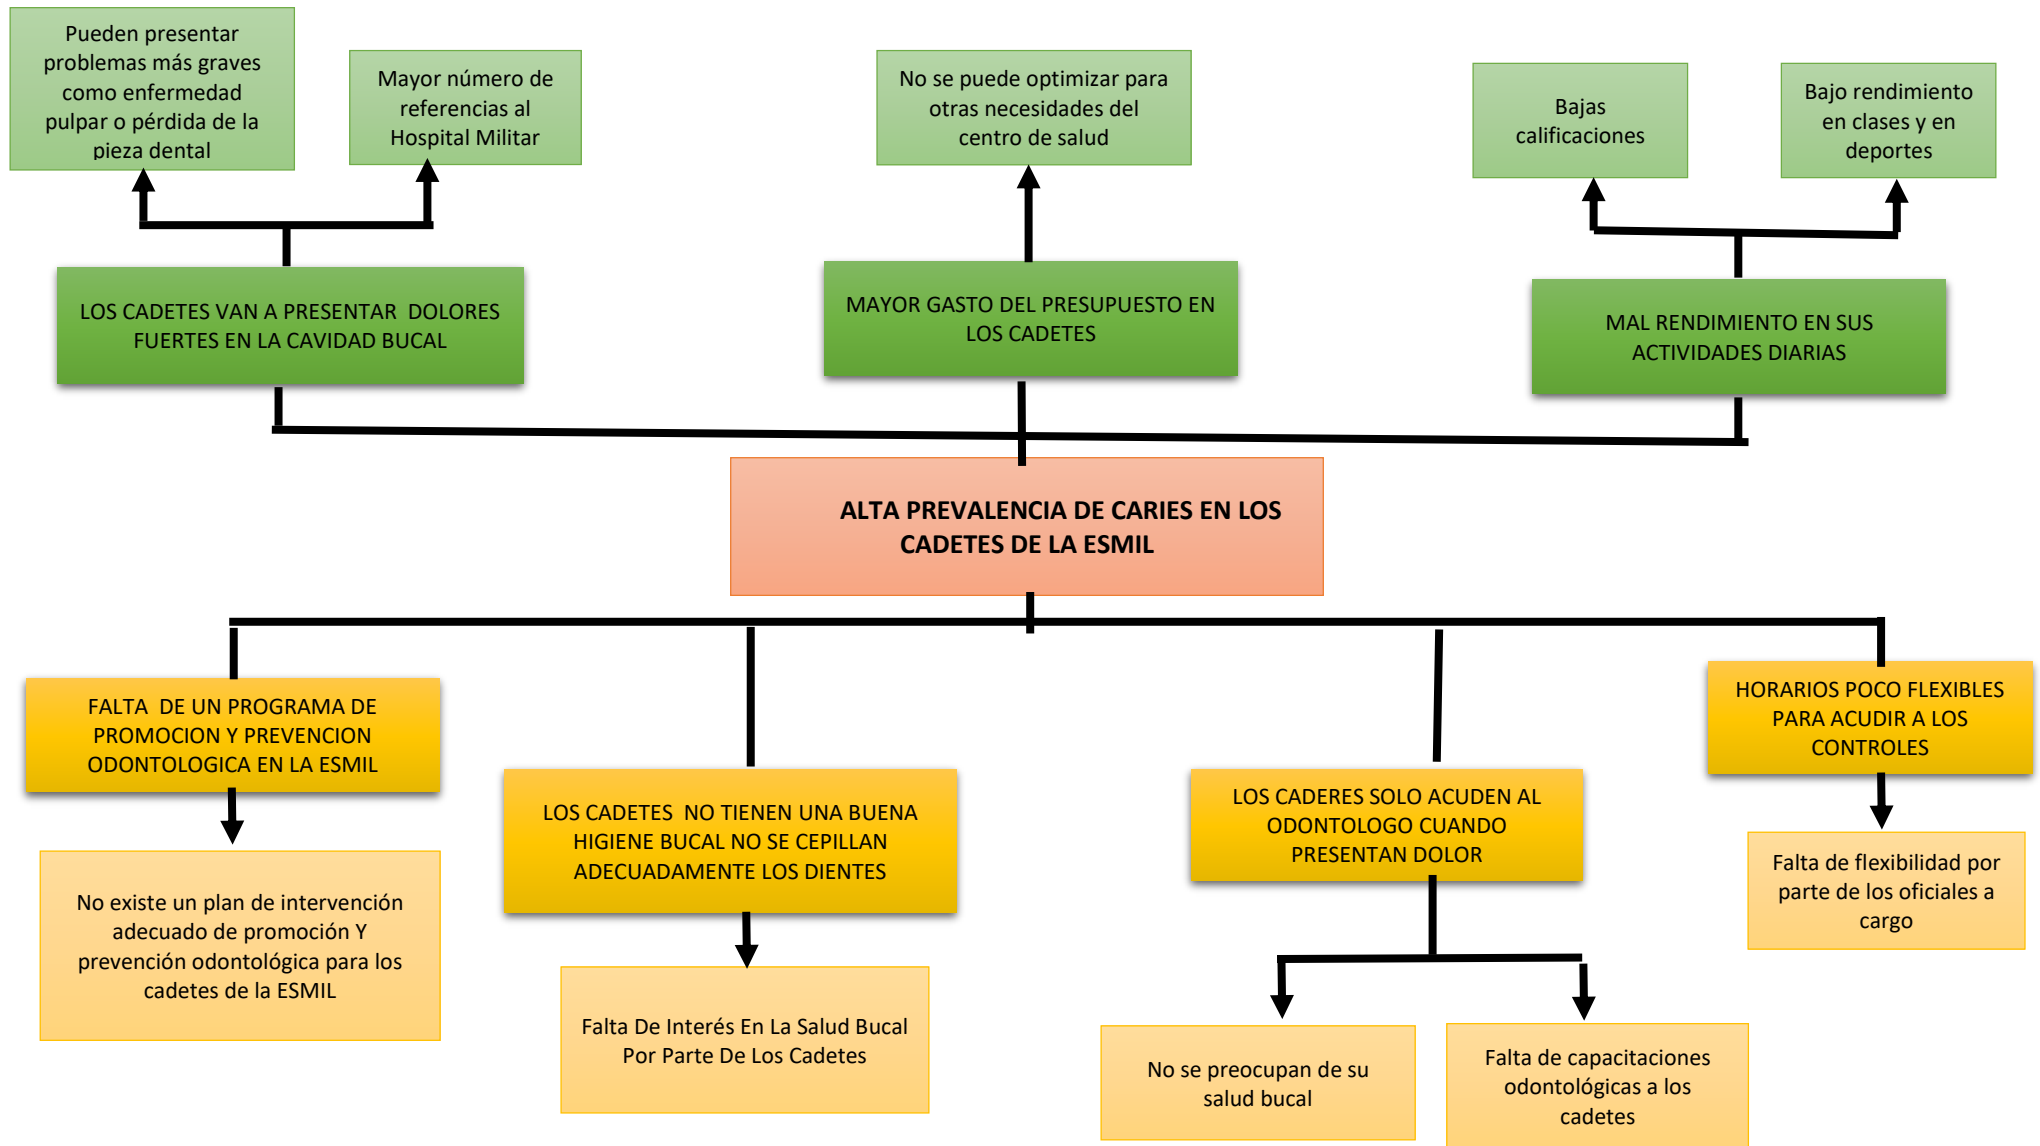 Pueden presentar
problemas más graves
como enfermedad
pulpar o pérdida de la
pieza dental
Mayor número de
referencias al
Hospital Militar
No se puede optimizar para
otras necesidades del
centro de salud
Bajas
calificaciones
Bajo rendimiento
en clases y en
deportes
LOS CADETES VAN A PRESENTAR  DOLORES
FUERTES EN LA CAVIDAD BUCAL
MAYOR GASTO DEL PRESUPUESTO EN
LOS CADETES
MAL RENDIMIENTO EN SUS
ACTIVIDADES DIARIAS
ALTA PREVALENCIA DE CARIES EN LOS
CADETES DE LA ESMIL
FALTA  DE UN PROGRAMA DE
PROMOCION Y PREVENCION
ODONTOLOGICA EN LA ESMIL
LOS CADETES  NO TIENEN UNA BUENA
HIGIENE BUCAL NO SE CEPILLAN
ADECUADAMENTE LOS DIENTES
LOS CADERES SOLO ACUDEN AL
ODONTOLOGO CUANDO
PRESENTAN DOLOR
HORARIOS POCO FLEXIBLES
PARA ACUDIR A LOS
CONTROLES
No existe un plan de intervención
adecuado de promoción Y
prevención odontológica para los
cadetes de la ESMIL
Falta De Interés En La Salud Bucal
Por Parte De Los Cadetes
No se preocupan de su
salud bucal
Falta de capacitaciones
odontológicas a los
cadetes
Falta de flexibilidad por
parte de los oficiales a
cargo